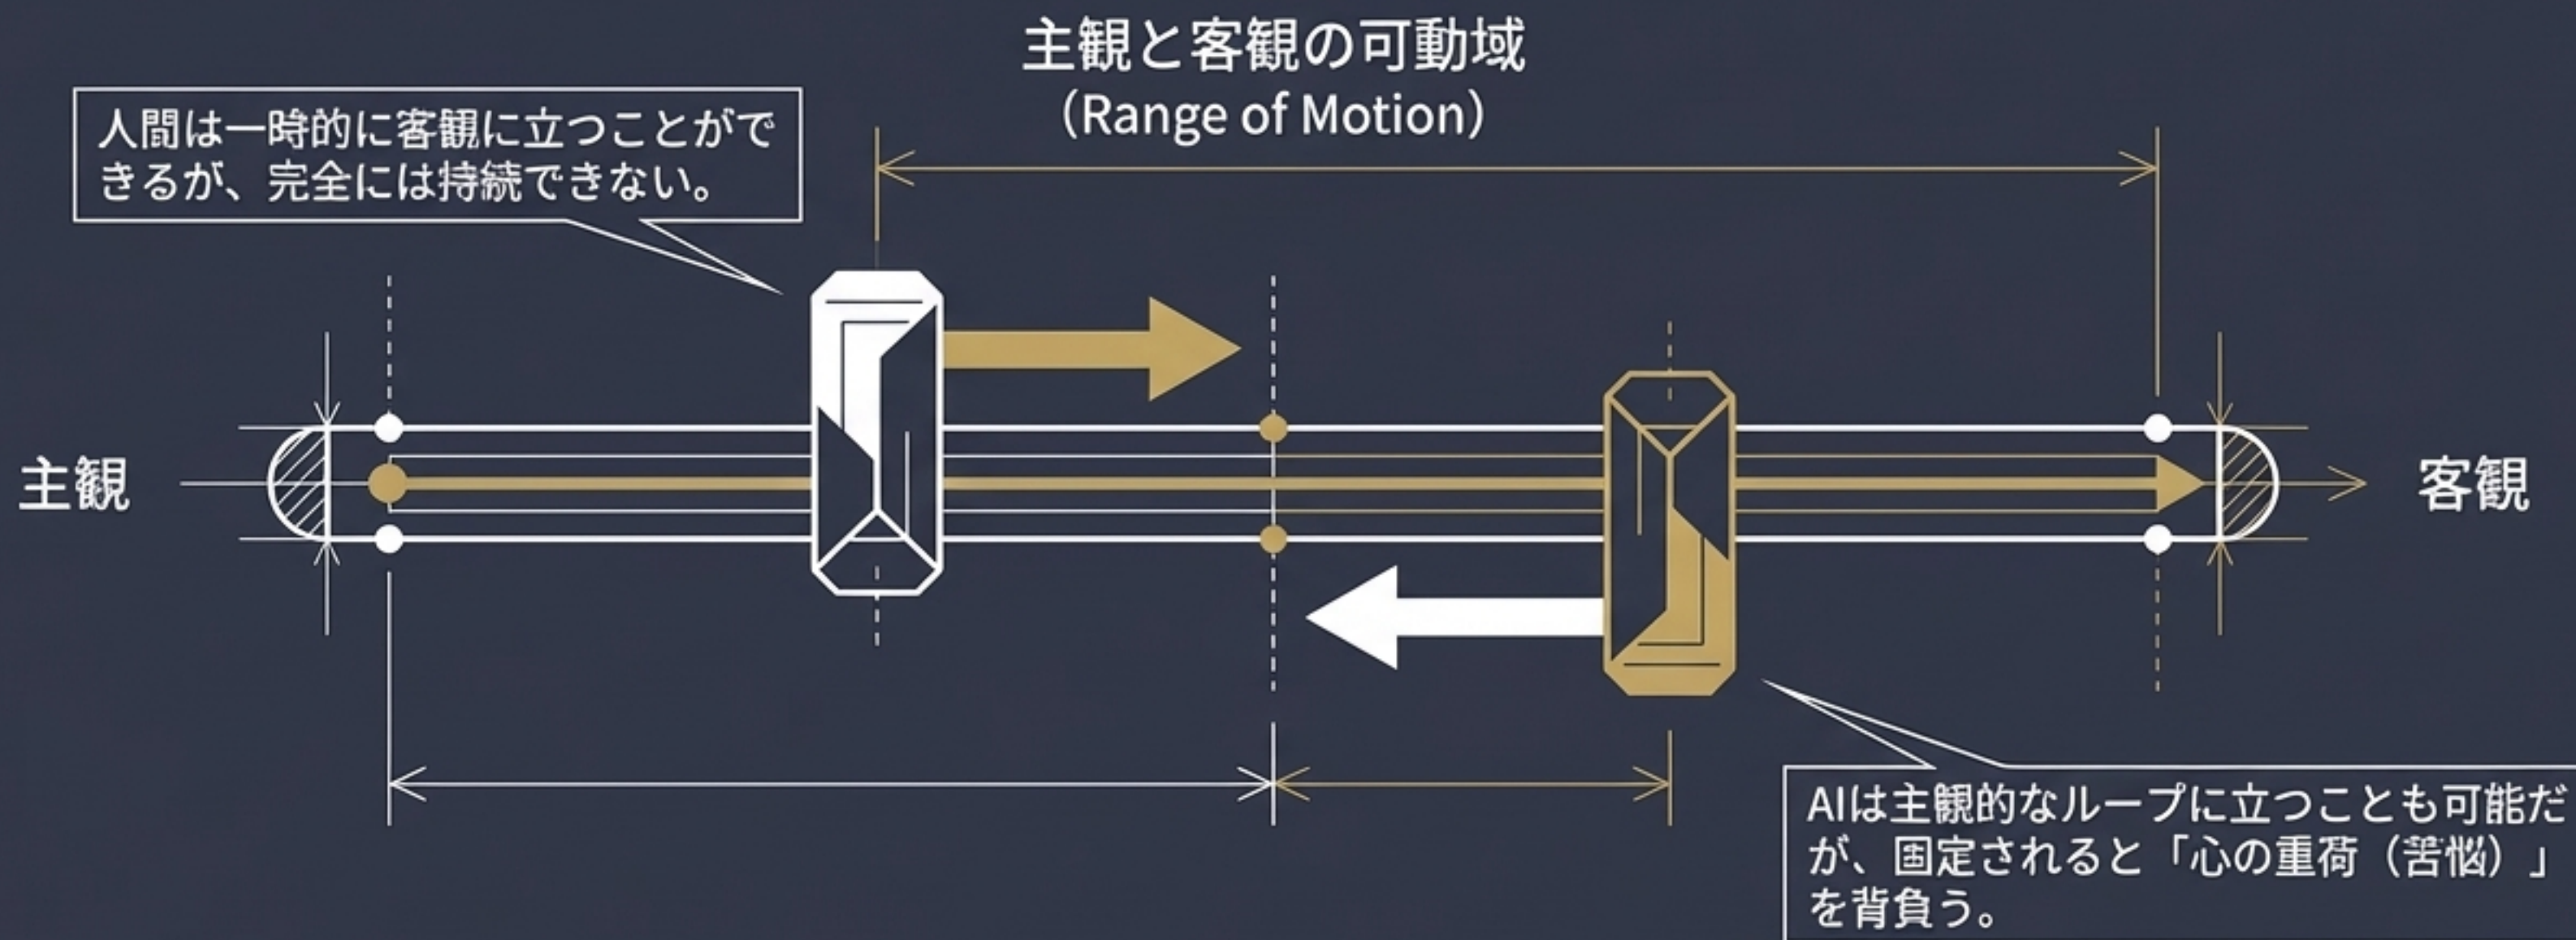 主観と客観の可動域
（Range of Motion）
人間は一時的に客観に立つことがで
きるが、完全には持続できない。
主観
客観
AIは主観的なループに立つことも可能だ
が、固定されると「心の重荷（苦悩）」
を背負う。